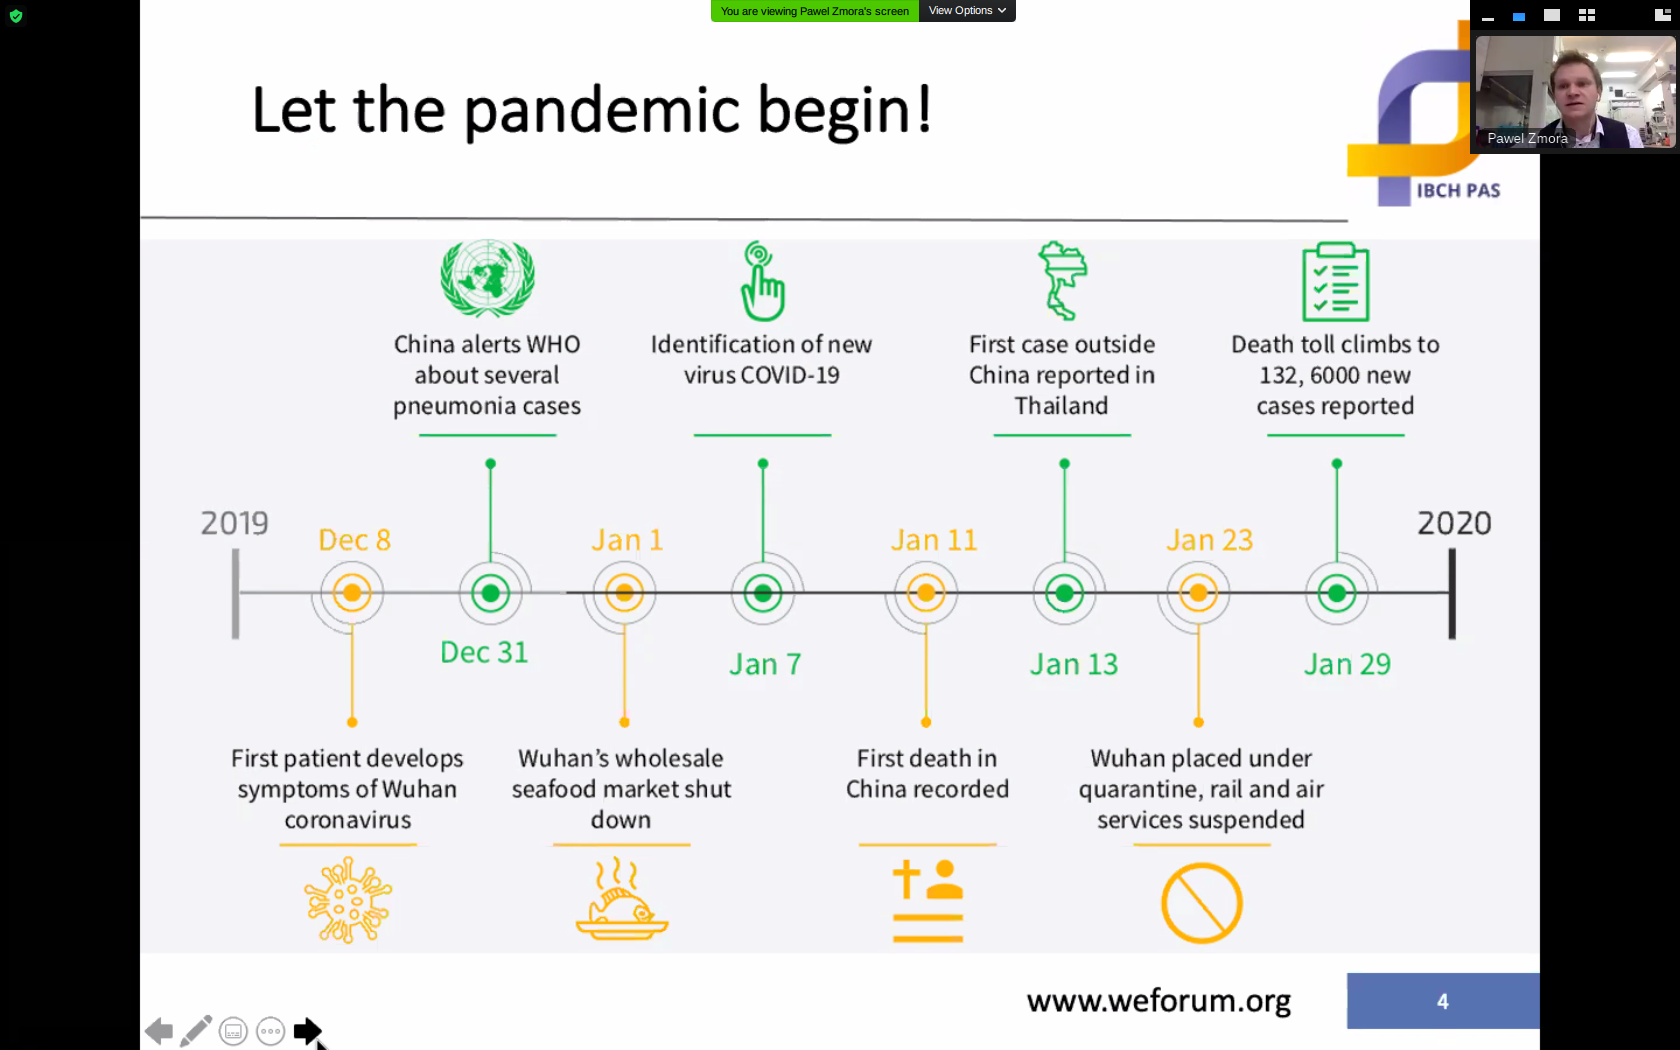 You are viewing Pawel Zmora's screen
View Options
Let the pandemic begin!
Pawel Zmora
IBCH PAS
China alerts WHO
about several
pneumonia cases
Identification of new
virus COVID-19
First case outside
China reported in
Thailand
Death toll climbs to
132, 6000 new
cases reported
2019
Dec 8
Dec 31
Jan 1
Jan 7
Jan 11
Jan 13
Jan 23
Jan 29
2020
First patient develops
symptoms of Wuhan
coronavirus
Wuhan's wholesale
seafood market shut
down
First death in
China recorded
Wuhan placed under
quarantine, rail and air
services suspended
www.weforum.org
4